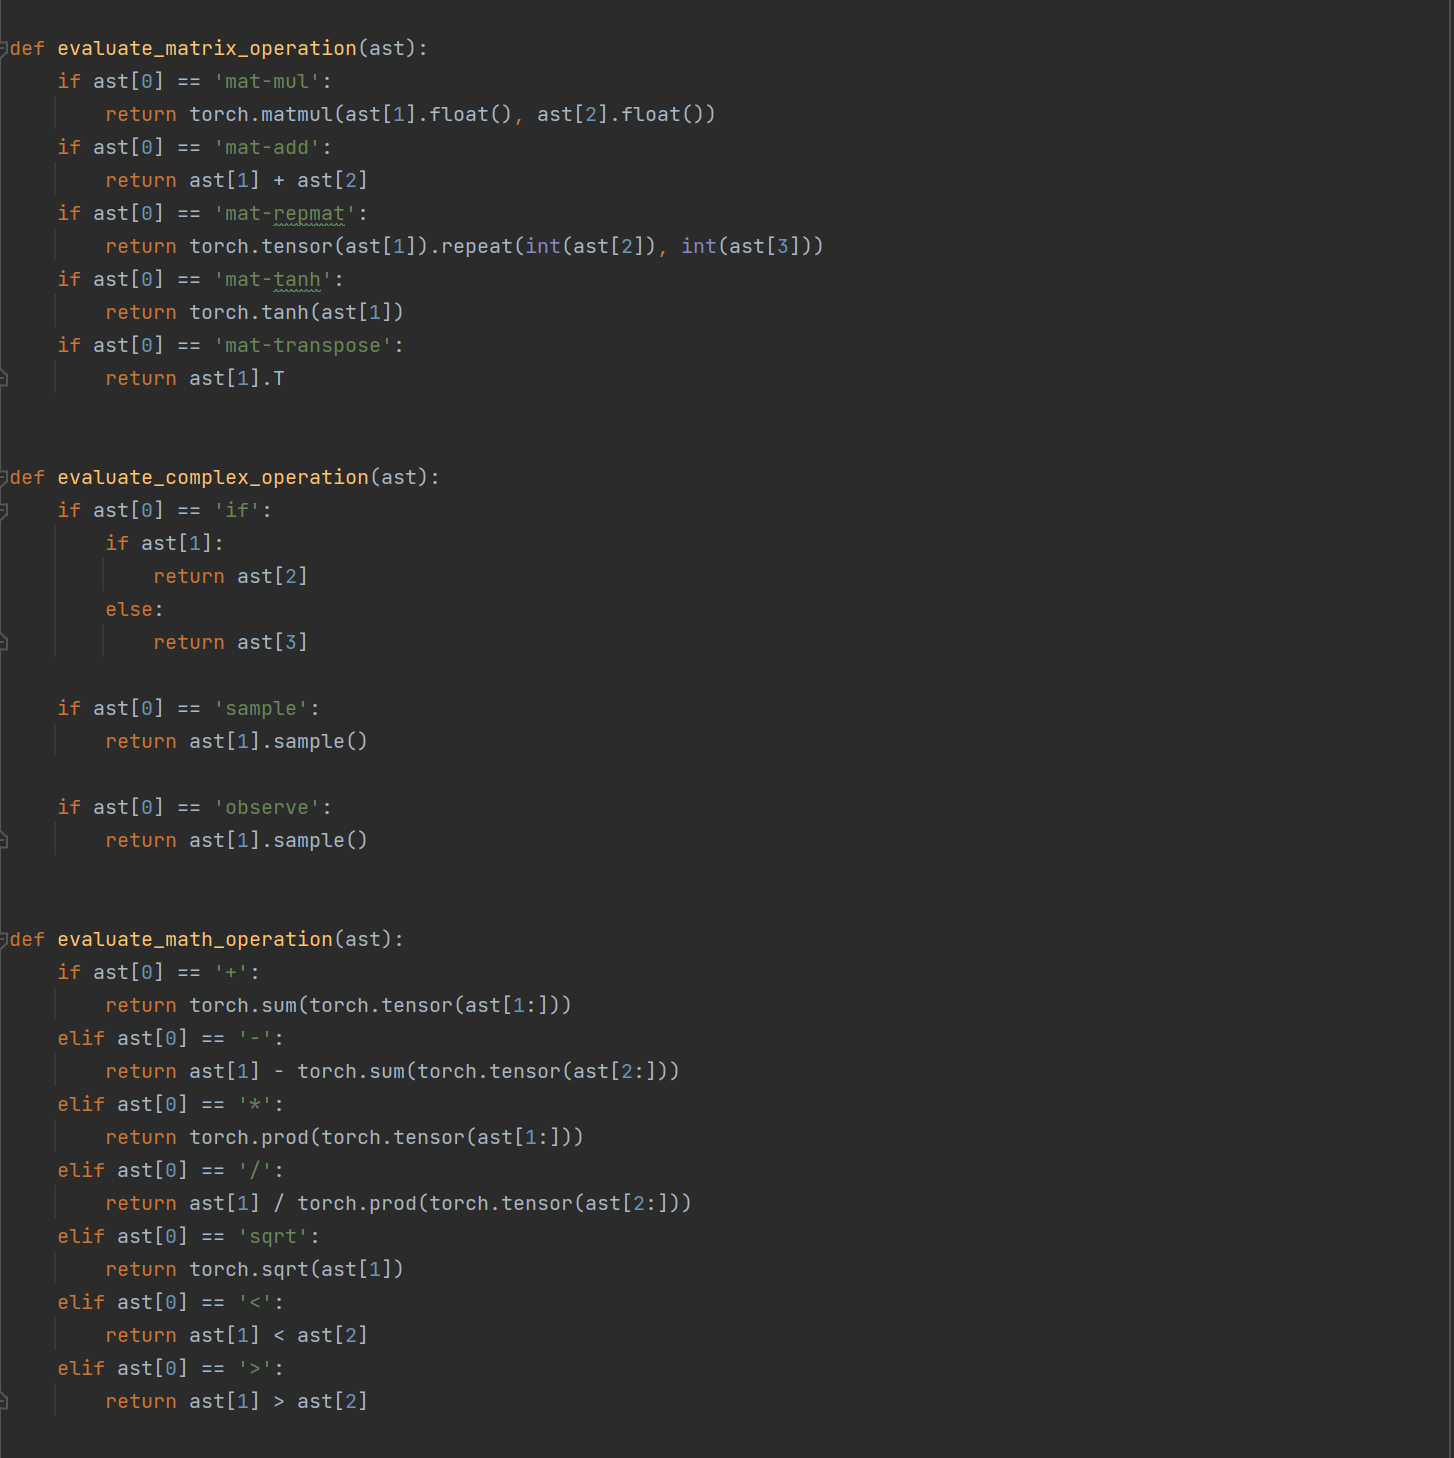 def evaluate_matrix_operation(ast):
    if ast[0] == 'mat-mul':
        return torch.matmul(ast[1].float(), ast[2].float())
    if ast[0] == 'mat-add':
        return ast[1] + ast[2]
    if ast[0] == 'mat-repmat':
        return torch.tensor(ast[1]).repeat(int(ast[2]), int(ast[3]))
    if ast[0] == 'mat-tanh':
        return torch.tanh(ast[1])
    if ast[0] == 'mat-transpose':
        return ast[1].T
def evaluate_complex_operation(ast):
    if ast[0] == 'if':
        if ast[1]:
            return ast[2]
        else:
            return ast[3]
    if ast[0] == 'sample':
        return ast[1].sample()
    if ast[0] == 'observe':
        return ast[1].sample()
def evaluate_math_operation(ast):
    if ast[0] == '+':
        return torch.sum(torch.tensor(ast[1:]))
    elif ast[0] == '-':
        return ast[1] - torch.sum(torch.tensor(ast[2:]))
    elif ast[0] == '*':
        return torch.prod(torch.tensor(ast[1:]))
    elif ast[0] == '/':
        return ast[1] / torch.prod(torch.tensor(ast[2:]))
    elif ast[0] == 'sqrt':
        return torch.sqrt(ast[1])
    elif ast[0] == '<':
        return ast[1] < ast[2]
    elif ast[0] == '>':
        return ast[1] > ast[2]